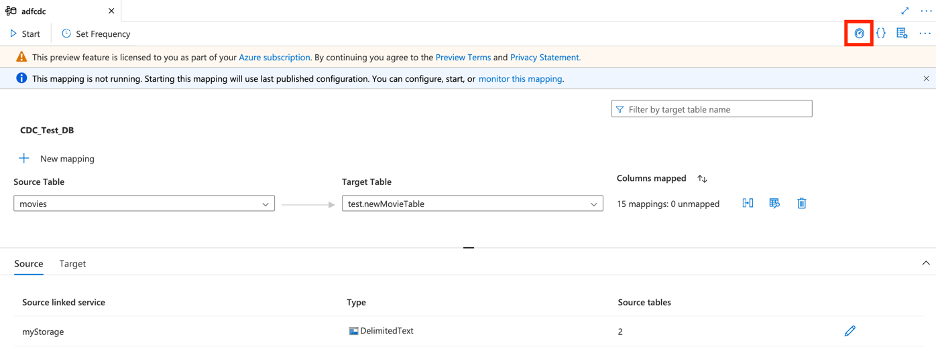 adfcdc
Start Set Frequency
This preview feature is licensed to you as part of your Azure subscription. By continuing you agree to the Preview Terms and Privacy Statement.
This mapping is not running. Starting this mapping will use last published configuration. You can configure, start, or monitor this mapping.
Filter by target table name
CDC_Test_DB
New mapping
Source Table Target Table Columns mapped
movies test.newMovieTable 15 mappings: 0 unmapped
Source Target
Source linked service Type Source tables
myStorage DelimitedText 2